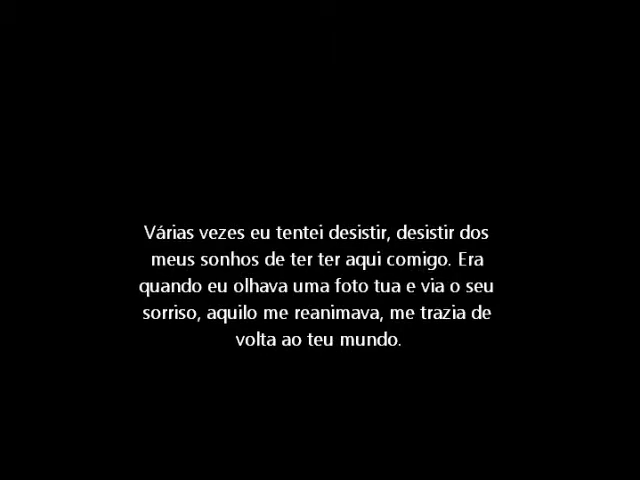 Várias vezes eu tentei desistir, desistir dos
meus sonhos de ter ter aqui comigo. Era
quando eu olhava uma foto tua e via o seu
sorriso, aquilo me reanimava, me trazia de
volta ao teu mundo.